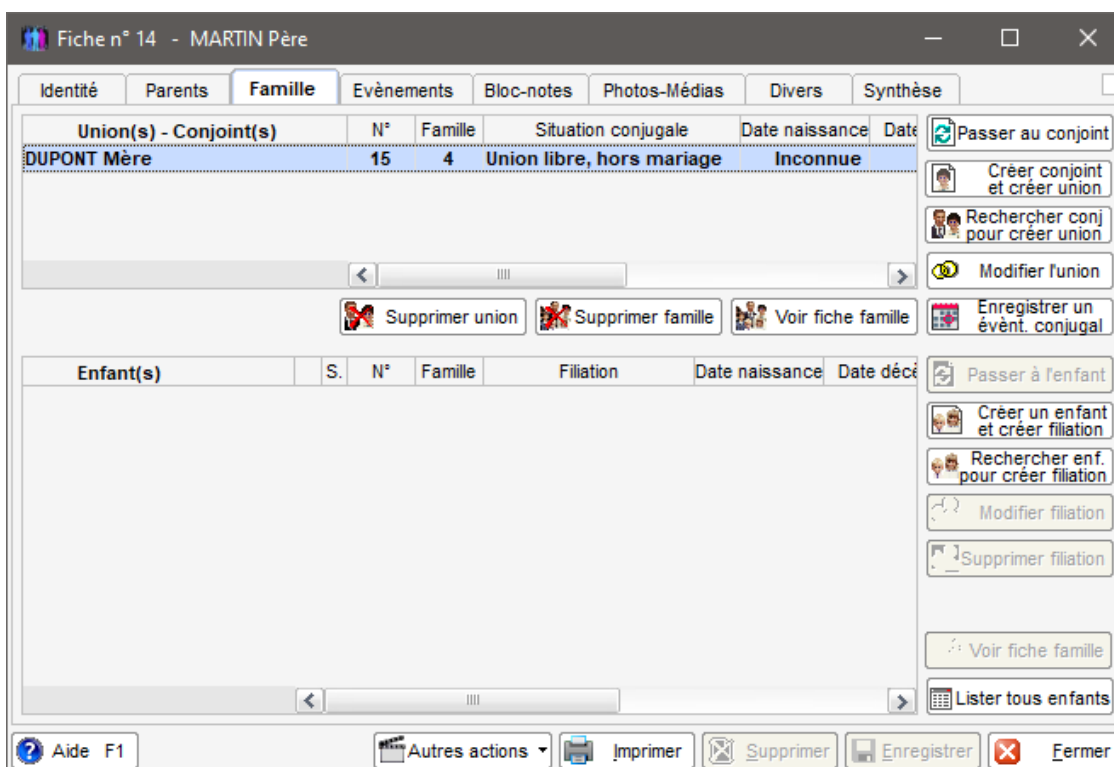 Fiche n° 14 - MARTIN Père
Identité Parents Famille Evènements Bloc-notes Photos-Médias Divers Synthèse
Union(s) - Conjoint(s) N° Famille Situation conjugale Date naissance Date
DUPONT Mère 15 4 Union libre, hors mariage Inconnue
Passer au conjoint
Créer conjoint
et créer union
Rechercher conj
pour créer union
Modifier l'union
Supprimer union Supprimer famille Voir fiche famille
Enregistrer un
évènt. conjugal
Enfant(s) S. N° Famille Filiation Date naissance Date décè
Passer à l'enfant
Créer un enfant
et créer filiation
Rechercher enf.
pour créer filiation
Modifier filiation
Supprimer filiation
Voir fiche famille
Lister tous enfants
Aide F1 Autres actions Imprimer Supprimer Enregistrer Fermer